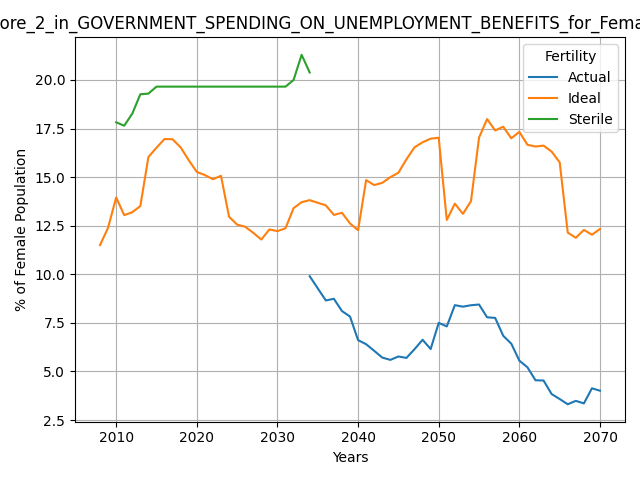 ore_2_in_GOVERNMENT_SPENDING_ON_UNEMPLOYMENT_BENEFITS_for_Fema
Fertility
Actual
Ideal
Sterile
% of Female Population
20.0
17.5
15.0
12.5
10.0
7.5
5.0
2.5
2010 2020 2030 2040 2050 2060 2070
Years